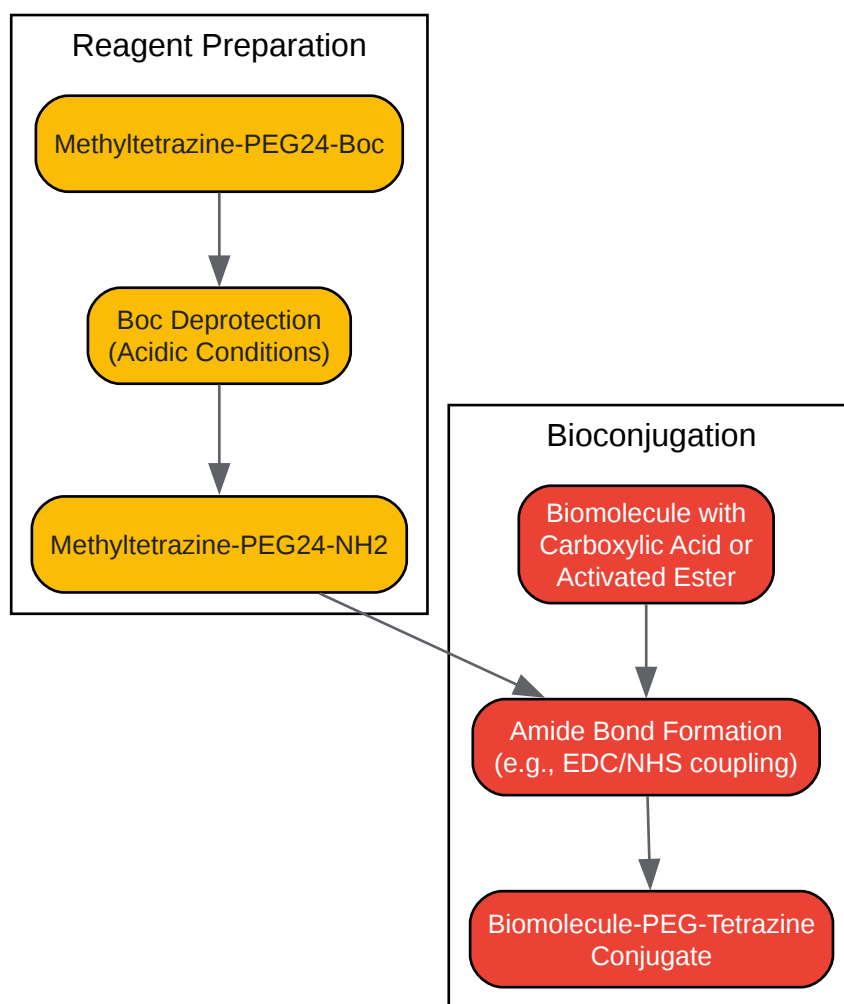 Reagent Preparation
Methyltetrazine-PEG24-Boc
Boc Deprotection
(Acidic Conditions)
Methyltetrazine-PEG24-NH2
Bioconjugation
Biomolecule with
Carboxylic Acid or
Activated Ester
Amide Bond Formation
(e.g., EDC/NHS coupling)
Biomolecule-PEG-Tetrazine
Conjugate